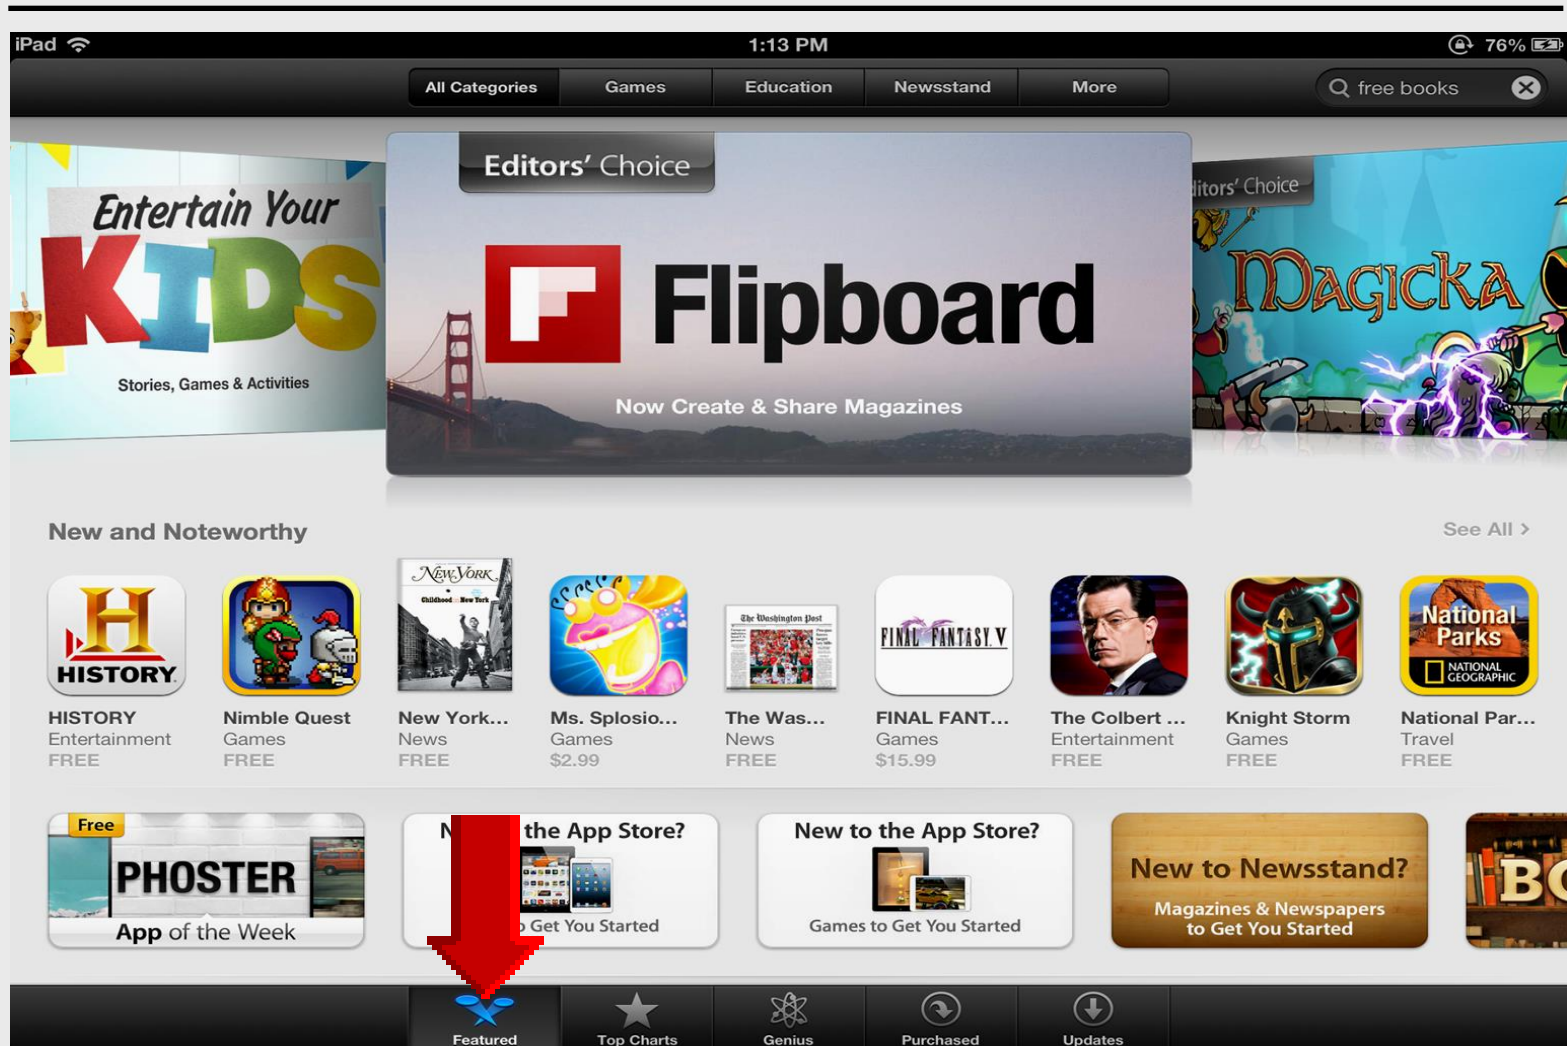 iPad 1:13 PM 76%
All Categories Games Education Newsstand More free books
Entertain Your
KIDS
Stories, Games & Activities
Editors' Choice
Flipboard
Now Create & Share Magazines
Choice
MAGICKA
New and Noteworthy See All >
H
HISTORY
NEW YORK
Childhood in New York
The Washington Post
FINAL FANTASY V
National
Parks
NATIONAL
GEOGRAPHIC
HISTORY Nimble Quest New York... Ms. Splosio... The Was... FINAL FANT... The Colbert ... Knight Storm National Par...
Entertainment Games News Games News Games Entertainment Games Travel
FREE FREE FREE $2.99 FREE $15.99 FREE FREE FREE
Free
PHOSTER
App of the Week
the App Store?
Get You Started
New to the App Store?
Games to Get You Started
New to Newsstand?
Magazines & Newspapers
to Get You Started
Featured Top Charts Genius Purchased Updates